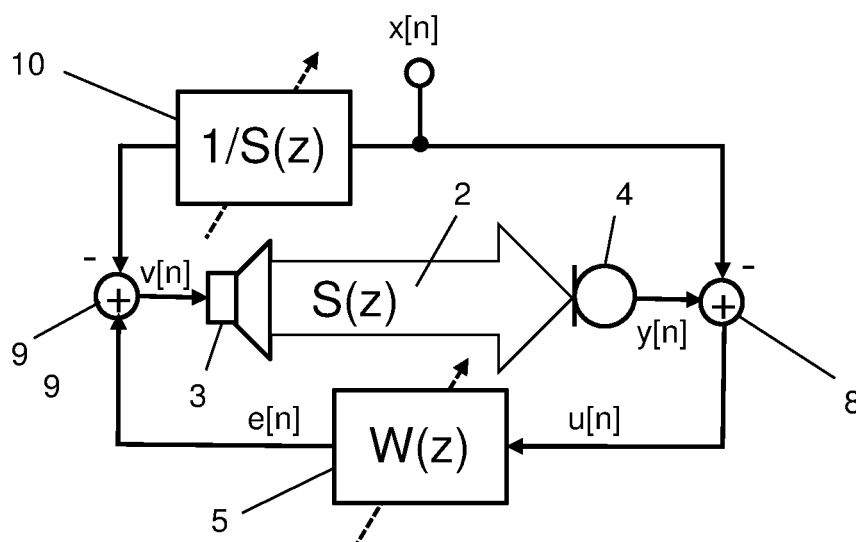 x[n]
10
1/S(z)
2
4
-
-
v[n]
+
S(z)
+
y[n]
9
9
3
8
e[n]
W(z)
u[n]
5